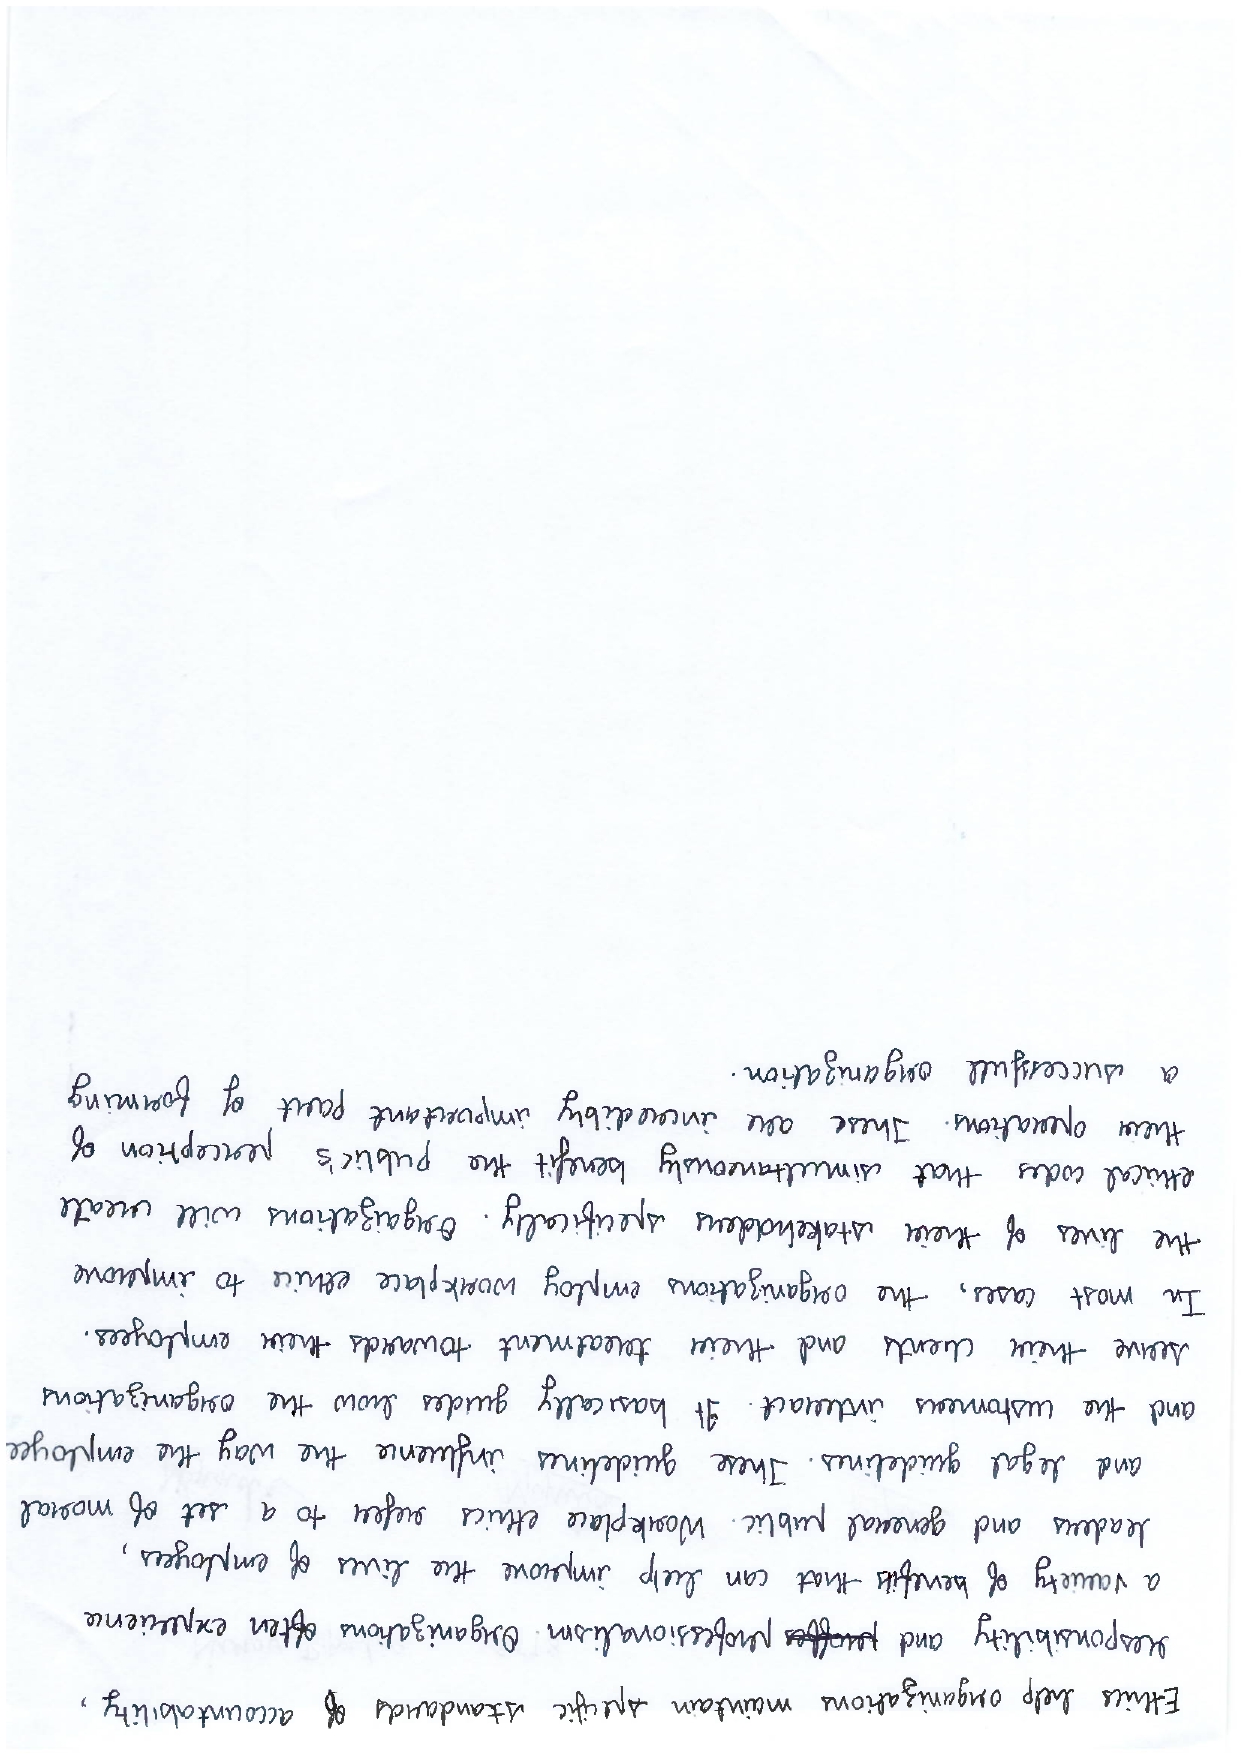 Ethics help organizations maintain specific standards of accountability,
responsibility and proffes professionalism. Organizations often experience
a variety of benefits that can help improve the lives of employees,
leaders and general public. Workplace ethics refer to a set of moral
and legal guidelines. These guidelines influence the way the employee
and the customers interact. It basically guides how the organizations
serve their clients and their treatment towards their employees.
In most cases, the organizations employ workplace ethics to improve
the lives of their stakeholders specifically. Orgaizations will create
ethical codes that simultaneously benefit the public's perception of
their operations. These are incredibly important part of forming
a successfull organization.